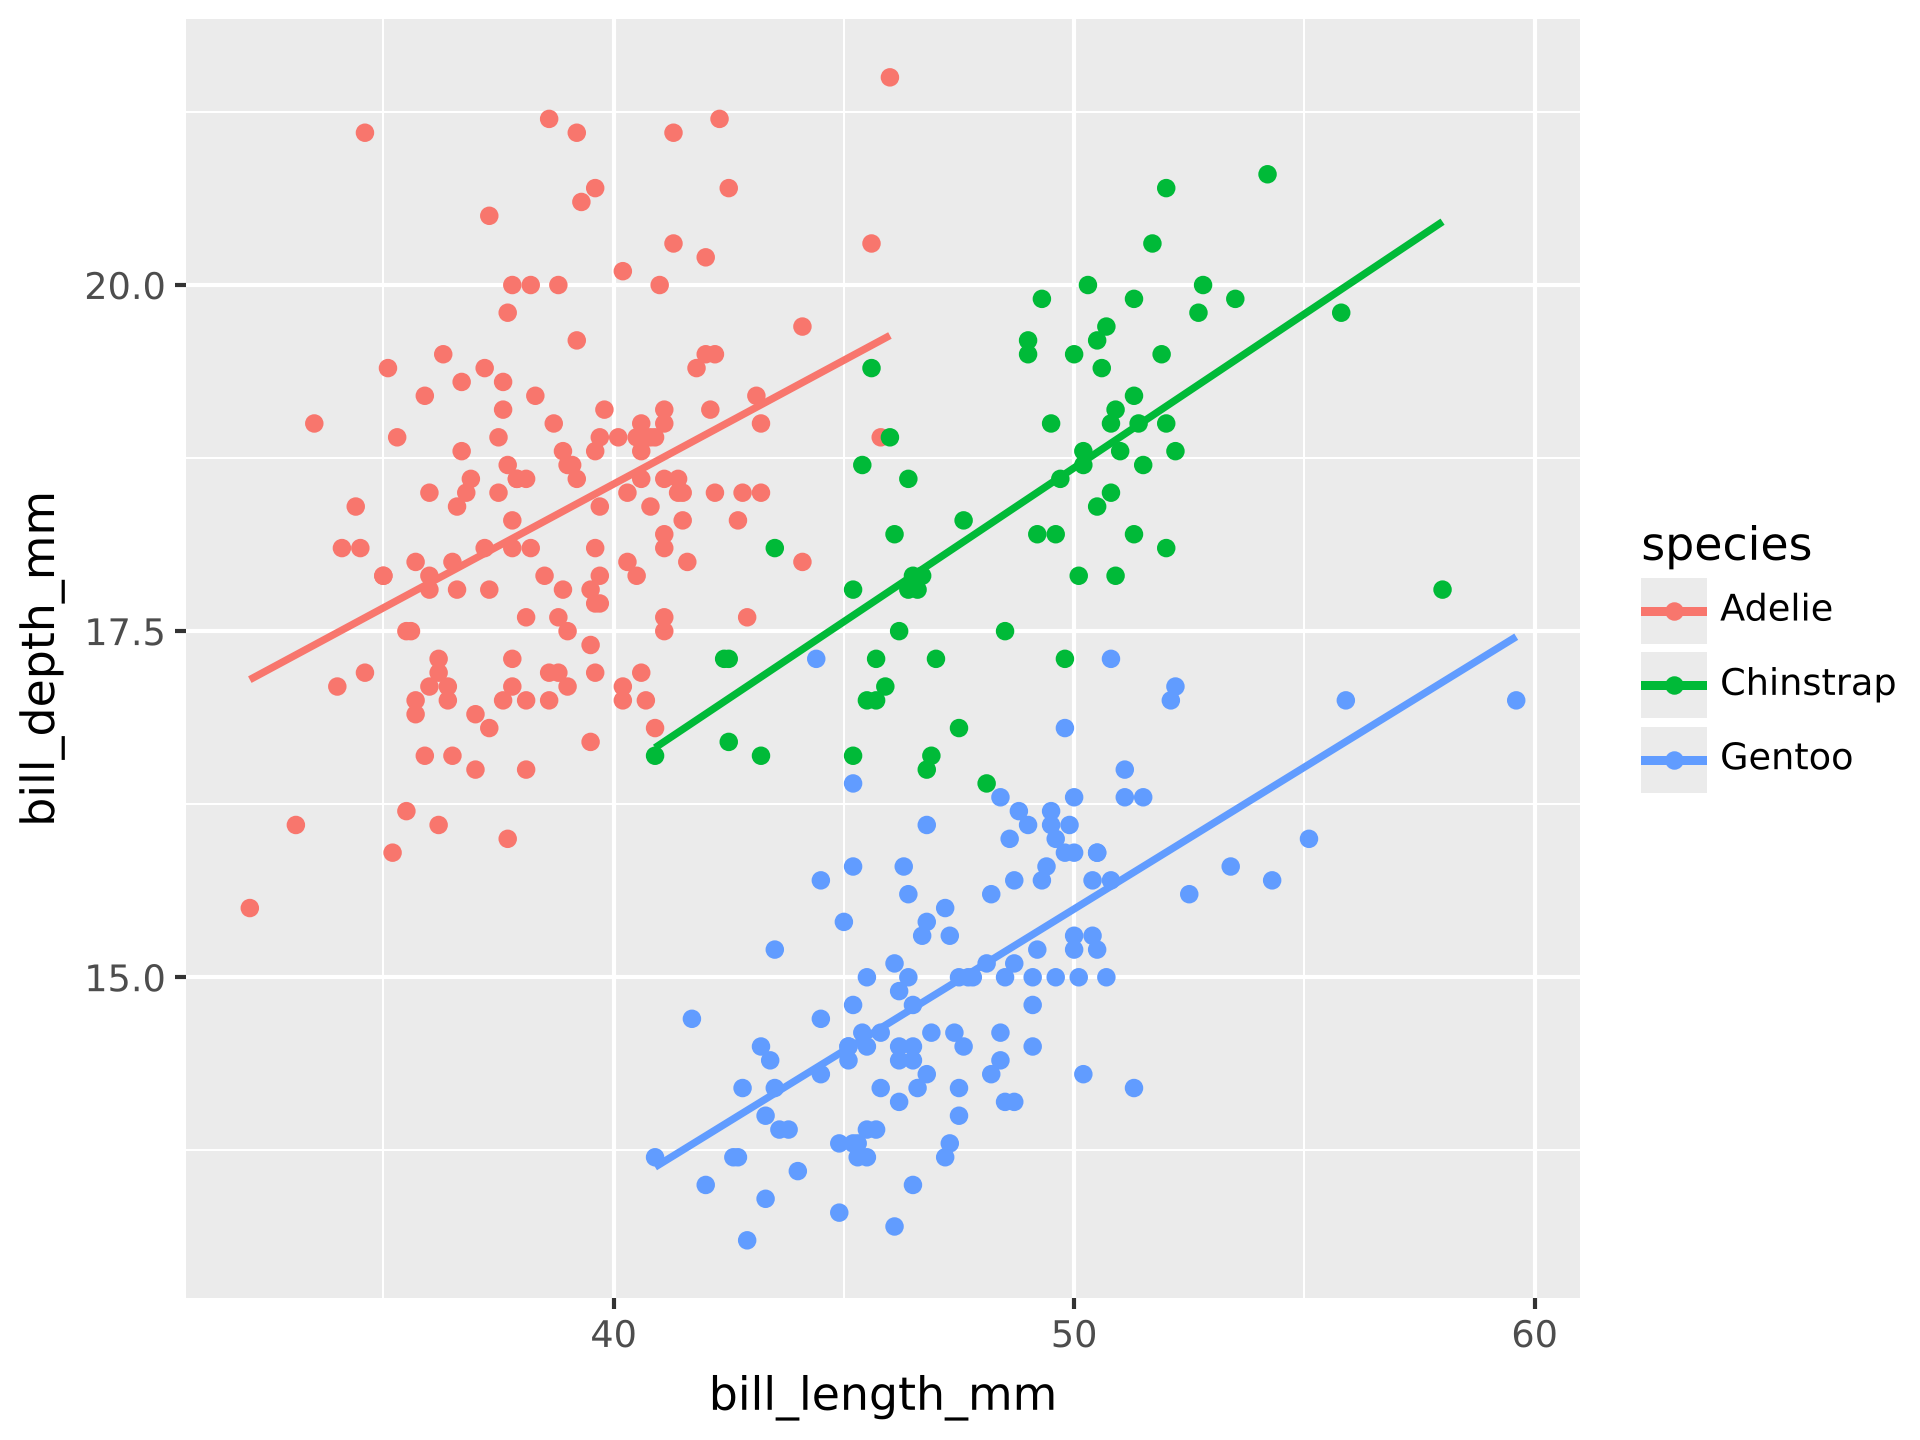 bill_depth_mm
20.0
17.5
15.0
40 50 60
bill_length_mm
species
Adelie
Chinstrap
Gentoo